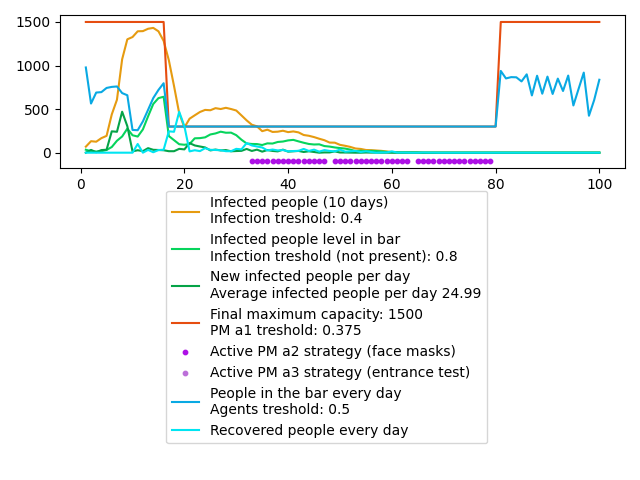 1500
1000
500
0
0
20
40
60
80
100
Infected people (10 days)
Infection treshold: 0.4
Infected people level in bar
Infection treshold (not present): 0.8
New infected people per day
Average infected people per day 24.99
Final maximum capacity: 1500
PM a1 treshold: 0.375
Active PM a2 strategy (face masks)
Active PM a3 strategy (entrance test)
People in the bar every day
Agents treshold: 0.5
Recovered people every day